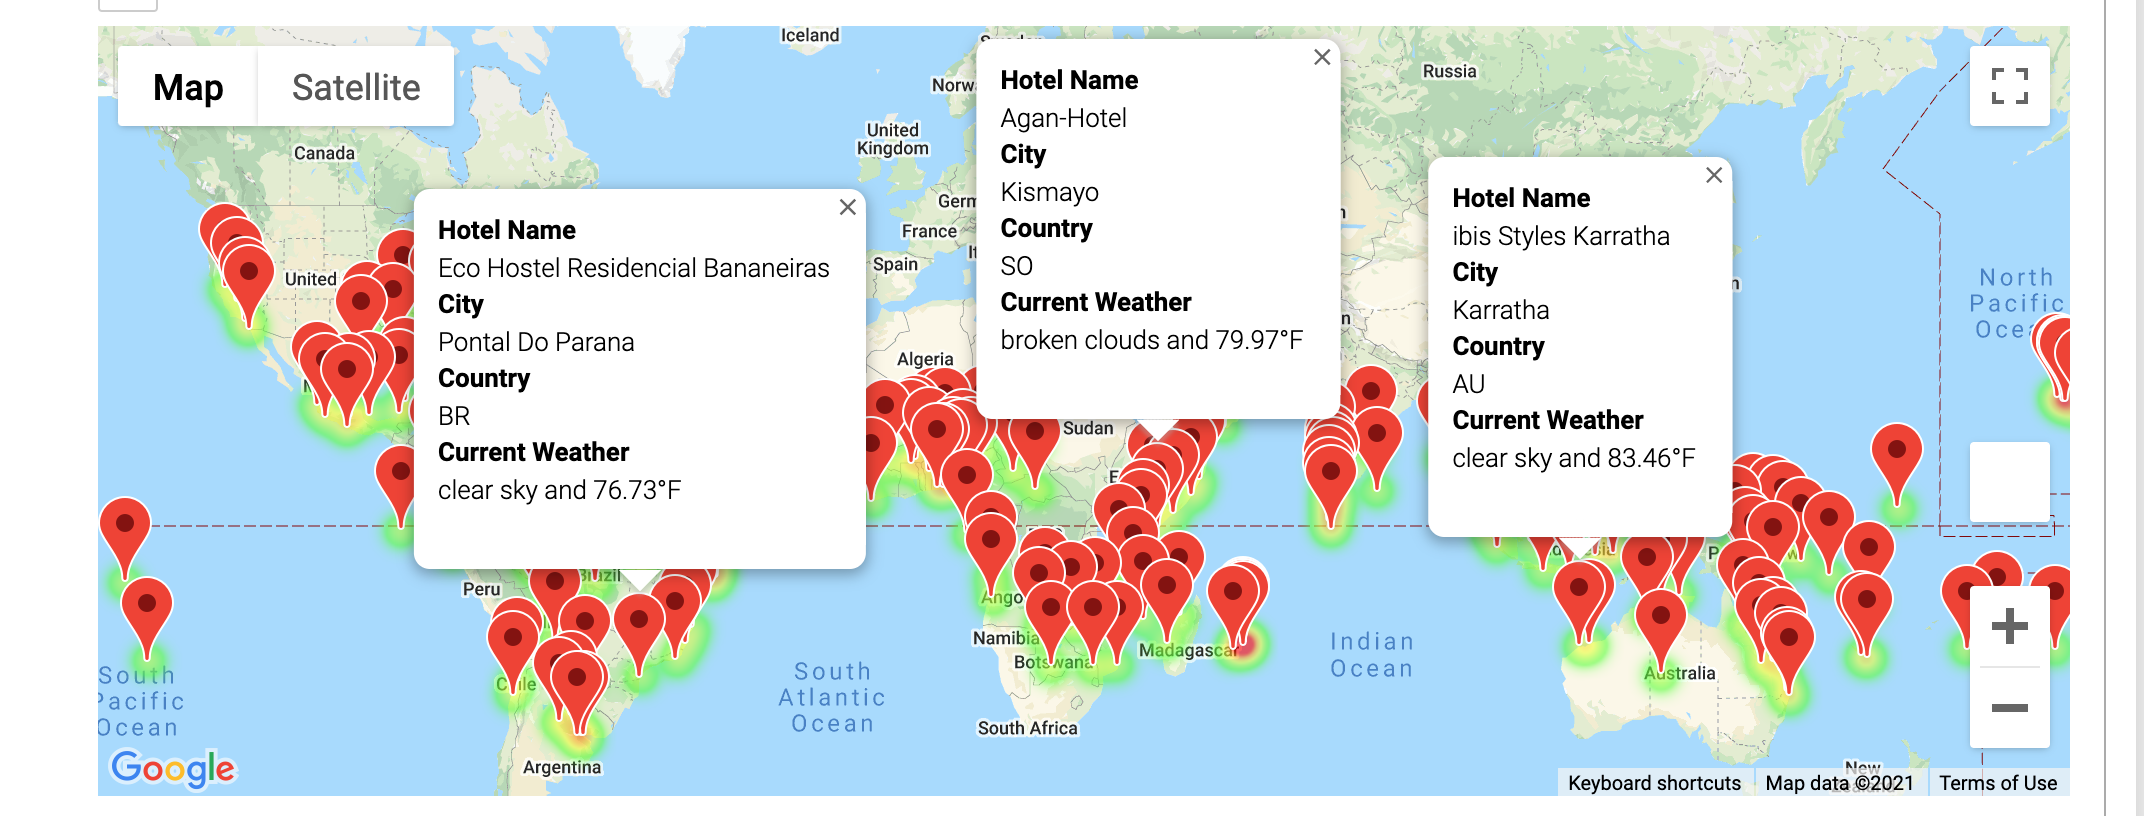 Map
Satellite
Iceland
Russia
Canada
United
Kingdom
France
Spain
United
Algeria
Hotel Name
Eco Hostel Residencial Bananeiras
City
Pontal Do Parana
Country
BR
Current Weather
clear sky and 76.73°F
Hotel Name
Agan-Hotel
City
Kismayo
Country
SO
Current Weather
broken clouds and 79.97°F
Hotel Name
ibis Styles Karratha
City
Karratha
Country
AU
Current Weather
clear sky and 83.46°F
North
Pacific
Sudan
Peru
Brazil
Chile
Argentina
Namibia
Botswana
Madagascar
South Africa
Australia
South
Pacific
Ocean
South
Atlantic
Ocean
Indian
Ocean
New
Google
Keyboard shortcuts
Map data ©2021
Terms of Use